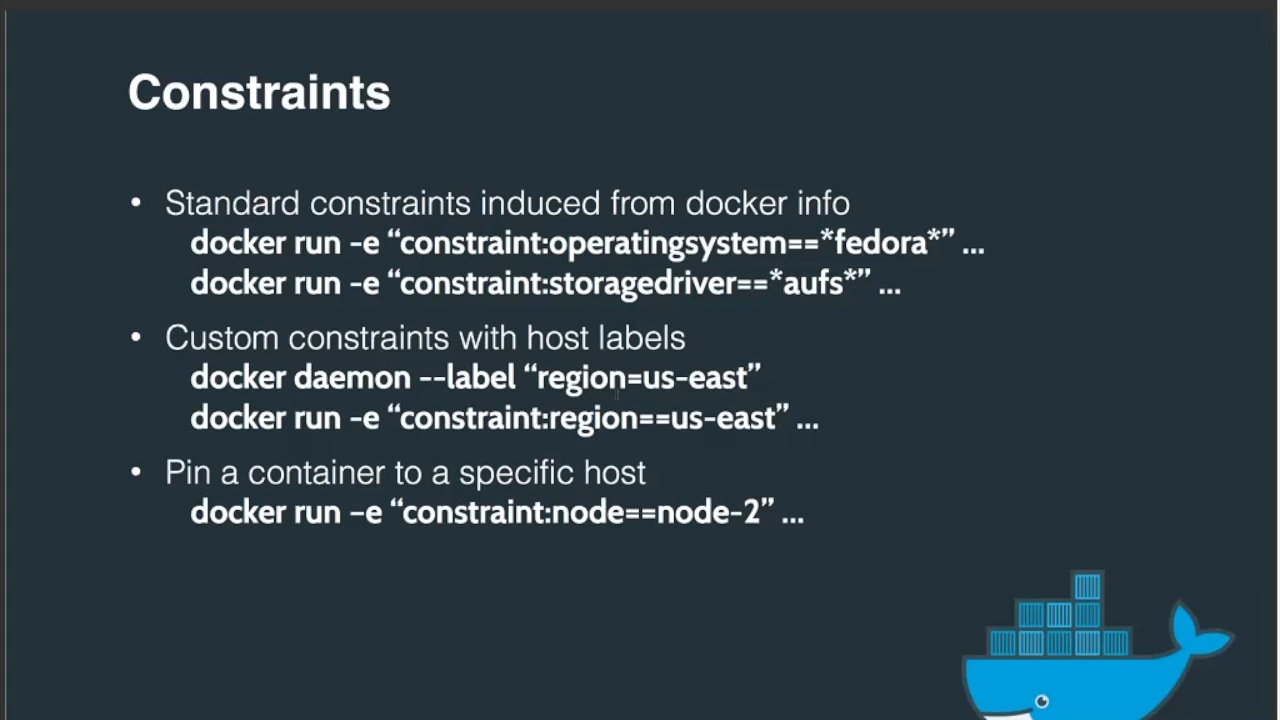 Constraints
• Standard constraints induced from docker info
docker run -e “constraint:operatingsystem==*fedora*” ...
docker run -e “constraint:storagedriver==*aufs*” ...
• Custom constraints with host labels
docker daemon --label “region=us-east”
docker run -e “constraint:region==us-east” ...
• Pin a container to a specific host
docker run –e “constraint:node==node-2” ...